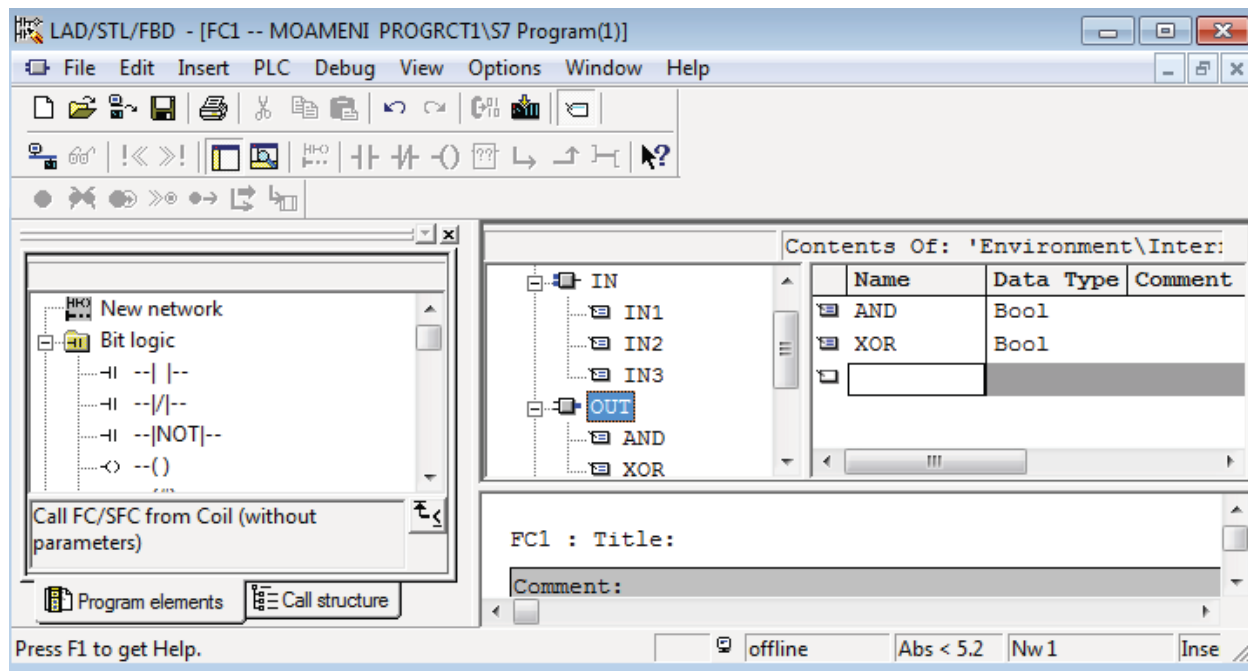 LAD/STL/FBD - [FC1 -- MOAMENI PROGRCT1\S7 Program(1)]
File Edit Insert PLC Debug View Options Window Help
New network
Bit logic
--| |--
--|/|--
--|NOT|--
--( )
Call FC/SFC from Coil (without
parameters)
Program elements Call structure
IN
IN1
IN2
IN3
OUT
AND
XOR
Contents Of: 'Environment\Inter
Name Data Type Comment
AND Bool
XOR Bool
FC1 : Title:
Comment:
Press F1 to get Help. offline Abs < 5.2 Nw 1 Inse